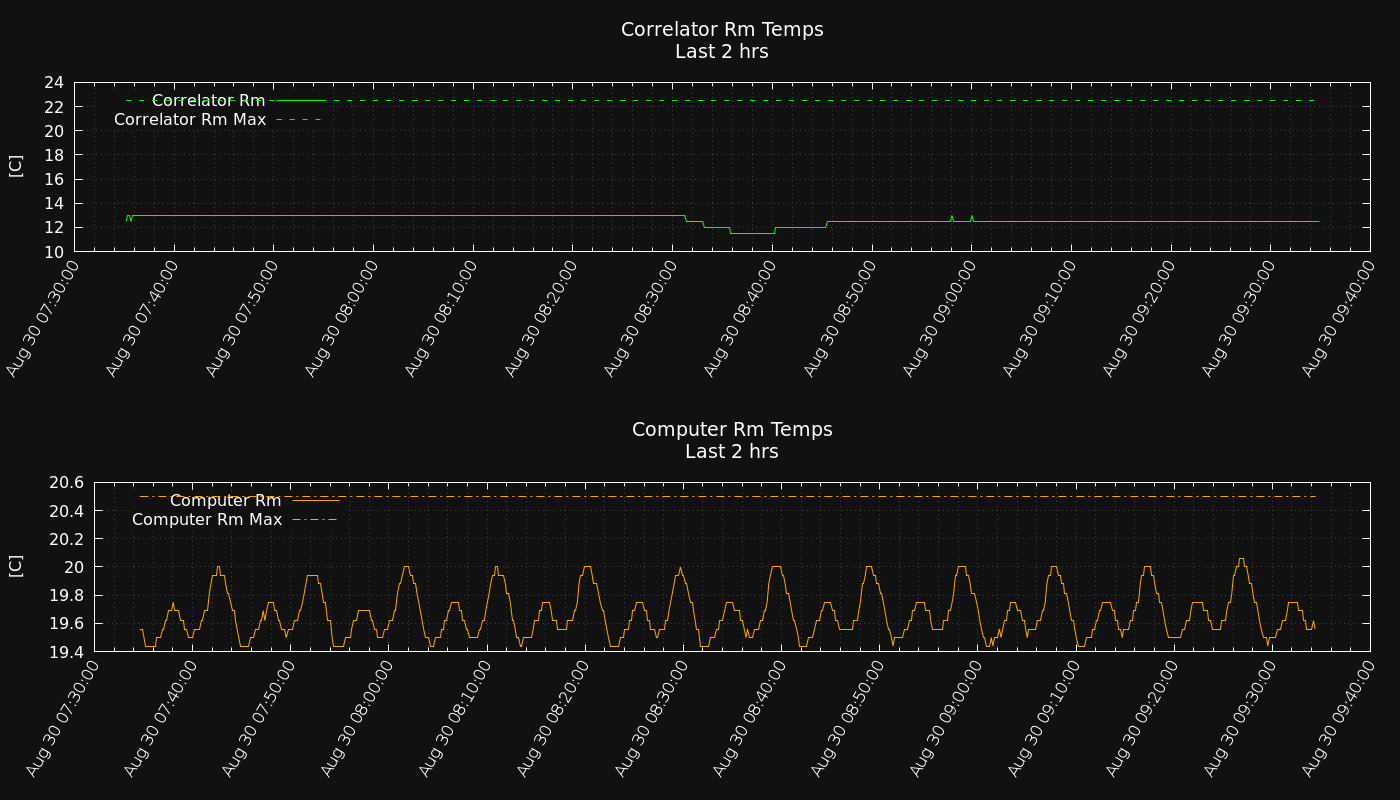 Correlator Rm Temps
Last 2 hrs
24
22
20
18
16
14
12
10
[C]
Correlator Rm
Correlator Rm Max
Aug 30 07:30:00
Aug 30 07:40:00
Aug 30 07:50:00
Aug 30 08:00:00
Aug 30 08:10:00
Aug 30 08:20:00
Aug 30 08:30:00
Aug 30 08:40:00
Aug 30 08:50:00
Aug 30 09:00:00
Aug 30 09:10:00
Aug 30 09:20:00
Aug 30 09:30:00
Aug 30 09:40:00
Computer Rm Temps
Last 2 hrs
20.6
20.4
20.2
20
19.8
19.6
19.4
[C]
Computer Rm
Computer Rm Max
Aug 30 07:30:00
Aug 30 07:40:00
Aug 30 07:50:00
Aug 30 08:00:00
Aug 30 08:10:00
Aug 30 08:20:00
Aug 30 08:30:00
Aug 30 08:40:00
Aug 30 08:50:00
Aug 30 09:00:00
Aug 30 09:10:00
Aug 30 09:20:00
Aug 30 09:30:00
Aug 30 09:40:00